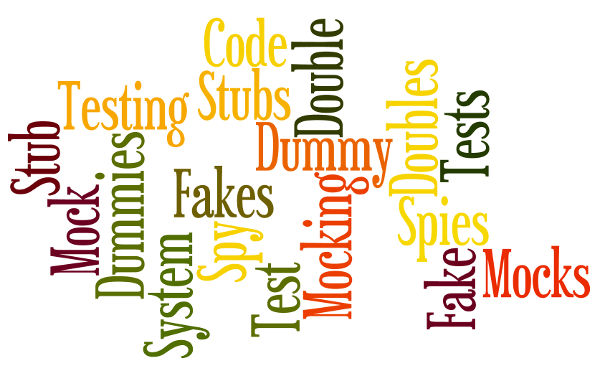 Code
Double
Stubs
Testing
Doubles
Tests
Stub
Dummy
Dummies
Mock
Fakes
Mocking
Spies
Spy
System
Test
Fake
Mocks